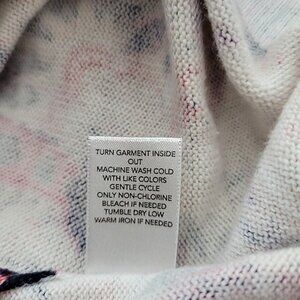 TURN GARMENT INSIDE
OUT
MACHINE WASH COLD
WITH LIKE COLORS
GENTLE CYCLE
ONLY NON-CHLORINE
BLEACH IF NEEDED
TUMBLE DRY LOW
WARM IRON IF NEEDED